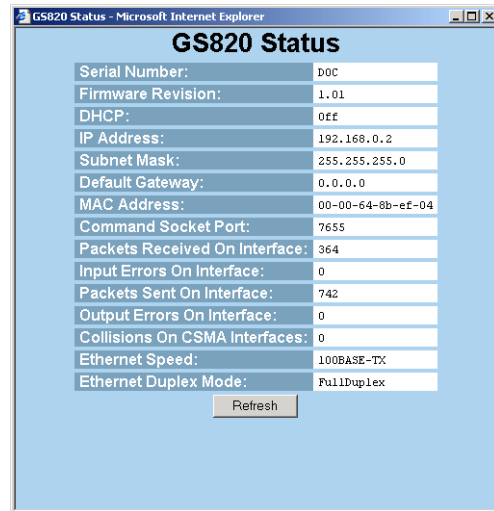 GS820 Status - Microsoft Internet Explorer
GS820 Status
Serial Number: DOC
Firmware Revision: 1.01
DHCP: Off
IP Address: 192.168.0.2
Subnet Mask: 255.255.255.0
Default Gateway: 0.0.0.0
MAC Address: 00-00-64-8b-ef-04
Command Socket Port: 7655
Packets Received On Interface: 364
Input Errors On Interface: 0
Packets Sent On Interface: 742
Output Errors On Interface: 0
Collisions On CSMA Interfaces: 0
Ethernet Speed: 100BASE-TX
Ethernet Duplex Mode: FullDuplex
Refresh